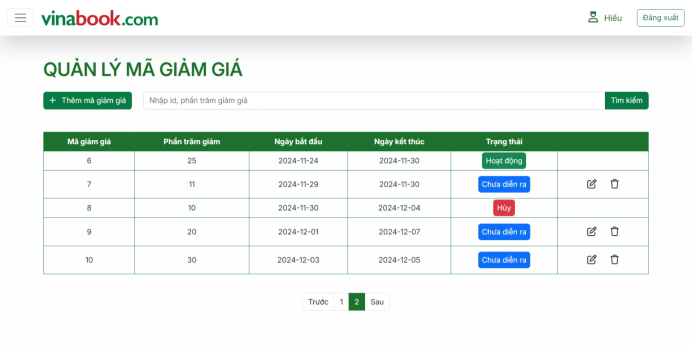 vinabook.com
Hiếu
Đăng xuất
QUẢN LÝ MÃ GIẢM GIÁ
+ Thêm mã giảm giá
Nhập id, phần trăm giảm giá
Tìm kiếm
Mã giảm giá Phần trăm giảm Ngày bắt đầu Ngày kết thúc Trạng thái
6 25 2024-11-24 2024-11-30 Hoạt động
7 11 2024-11-29 2024-11-30 Chưa diễn ra
8 10 2024-11-30 2024-12-04 Hủy
9 20 2024-12-01 2024-12-07 Chưa diễn ra
10 30 2024-12-03 2024-12-05 Chưa diễn ra
Trước 1 2 Sau